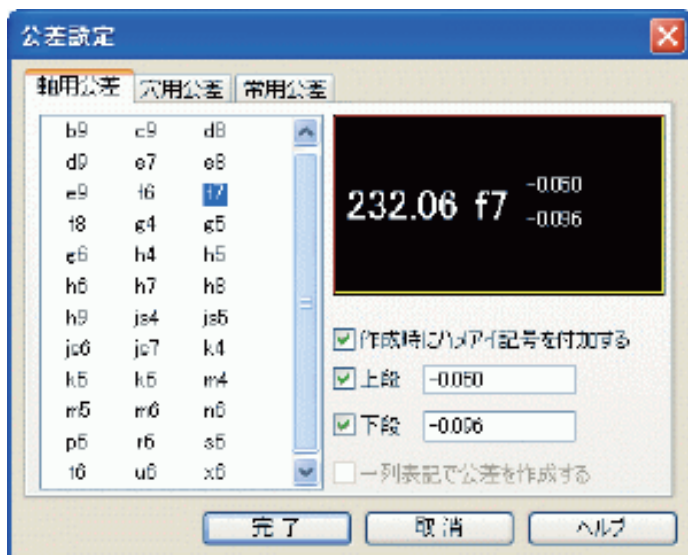 公差設定
軸用公差 穴用公差 常用公差
b9 c9 d8
d9 e7 e8
e9 f6 f7
f8 g4 g5
g6 h4 h5
h6 h7 h8
h9 js4 js5
js6 js7 k4
k5 k6 m4
m5 m6 n6
p6 r6 s6
t6 u6 x6
232.06 f7 -0.050
-0.096
作成時にハメアイ記号を付加する
上段 -0.050
下段 -0.096
一列表記で公差を作成する
完了 取消 ヘルプ